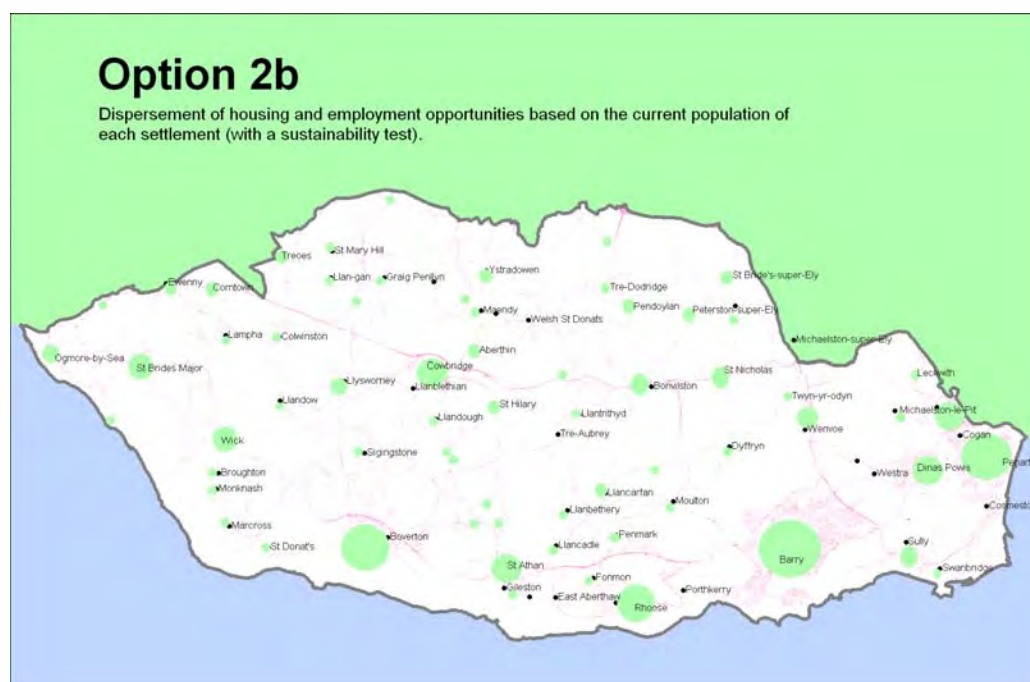 Option 2b
Dispersement of housing and employment opportunities based on the current population of
each settlement (with a sustainability test).
St Mary Hill
Treoes
Llan-gan
Graig Penllyn
Ystradowen
St Bride's-super-Ely
Ewenny
Corntown
Tre-Dodridge
Pendoylan
Peterston-super-Ely
Maendy
Welsh St Donats
Lampha
Colwinston
Michaelston-super-Ely
Ogmore-by-Sea
St Brides Major
Aberthin
Cowbridge
Llysworney
Llanblethian
Bonvilston
St Nicholas
Leckwith
Llandow
St Hilary
Llantrithyd
Twyn-yr-odyn
Michaelston-le-Pit
Llandough
Wenvoe
Cogan
Wick
Tre-Aubrey
Dyffryn
Sigingstone
Dinas Powis
Penart
Broughton
Westra
Monknash
Llancarfan
Moulton
Llanbethery
Cosmeston
Marcross
Boverton
Penmark
St Donat's
Llancadle
Sully
Barry
St Athan
Swanbridge
Fonmon
Gileston
East Aberthaw
Porthkerry
Rhoose